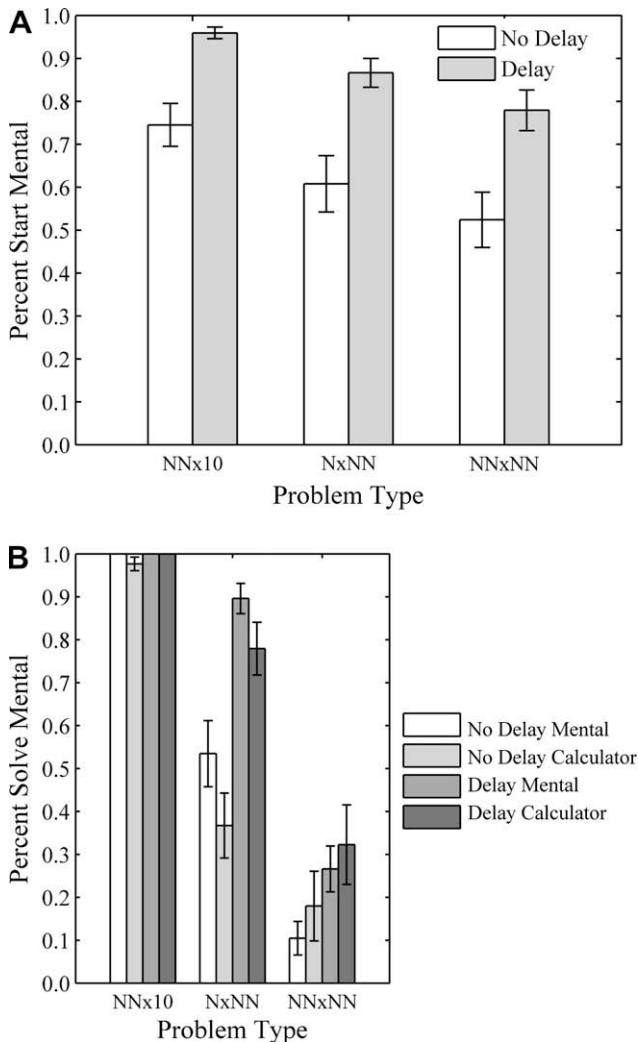 A
1.0
0.9
0.8
0.7
0.6
0.5
0.4
0.3
0.2
0.1
0.0
Percent Start Mental
No Delay
Delay
NNx10 NxNN NNxNN
Problem Type
B
1.0
0.9
0.8
0.7
0.6
0.5
0.4
0.3
0.2
0.1
0.0
Percent Solve Mental
No Delay Mental
No Delay Calculator
Delay Mental
Delay Calculator
NNx10 NxNN NNxNN
Problem Type